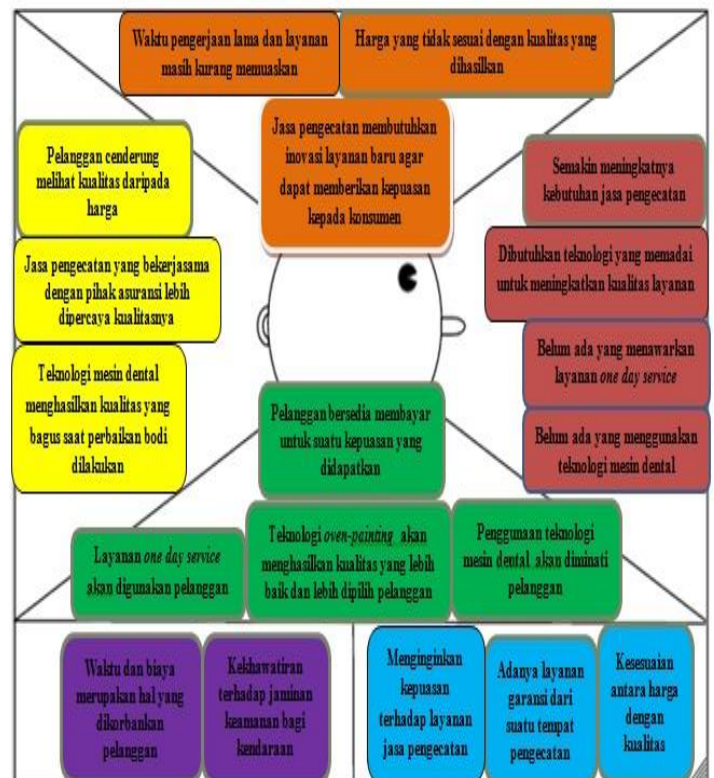 Waktu pengerjaan lama dan layanan
masih kurang memuaskan
Harga yang tidak sesuai dengan kualitas yang
dihasilkan
Jasa pengecatan membutuhkan
inovasi layanan baru agar
dapat memberikan kepuasan
kepada konsumen
Pelanggan cenderung
melihat kualitas daripada
harga
Jasa pengecatan yang bekerjasama
dengan pihak asuransi lebih
dipercaya kualitasnya
Teknologi mesin dental
menghasilkan kualitas yang
bagus saat perbaikan bodi
dilakukan
Semakin meningkatnya
kebutuhan jasa pengecatan
Dibutuhkan teknologi yang memadai
untuk meningkatkan kualitas layanan
Belum ada yang menawarkan
layanan one day service
Belum ada yang menggunakan
teknologi mesin dental
Pelanggan bersedia membayar
untuk suatu kepuasan yang
didapatkan
Layanan one day service
akan digunakan pelanggan
Teknologi oven-painting akan
menghasilkan kualitas yang lebih
baik dan lebih dipilih pelanggan
Penggunaan teknologi
mesin dental akan diminati
pelanggan
Waktu dan biaya
merupakan hal yang
dikorbankan
pelanggan
Kekhawatiran
terhadap jaminan
keamanan bagi
kendaraan
Menginginkan
kepuasan
terhadap layanan
jasa pengecatan
Adanya layanan
garansi dari
suatu tempat
pengecatan
Kesesuaian
antara harga
dengan
kualitas